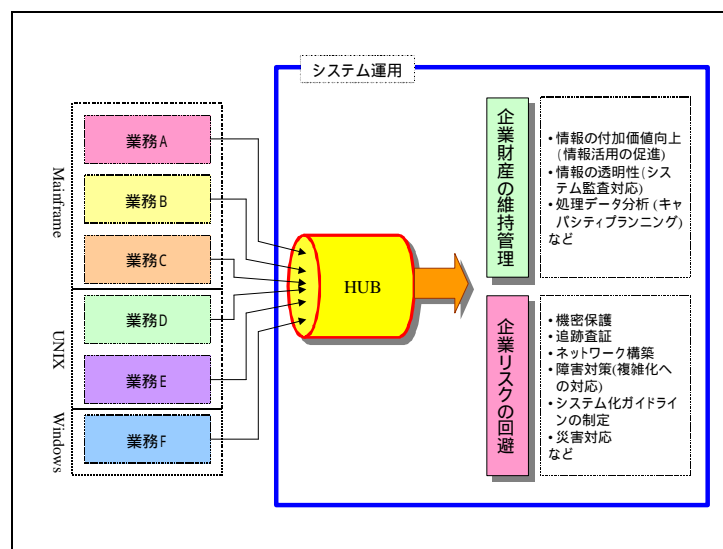 システム運用
Mainframe
業務A
業務B
業務C
UNIX
業務D
業務E
Windows
業務F
HUB
企業財産の維持管理
・情報の付加価値向上
(情報活用の促進)
・情報の透明性(シス
テム監査対応)
・処理データ分析(キャ
パシティプランニング)
など
企業リスクの回避
・機密保護
・追跡査証
・ネットワーク構築
・障害対策(複雑化へ
の対応)
・システム化ガイドライ
ンの制定
・災害対応
など